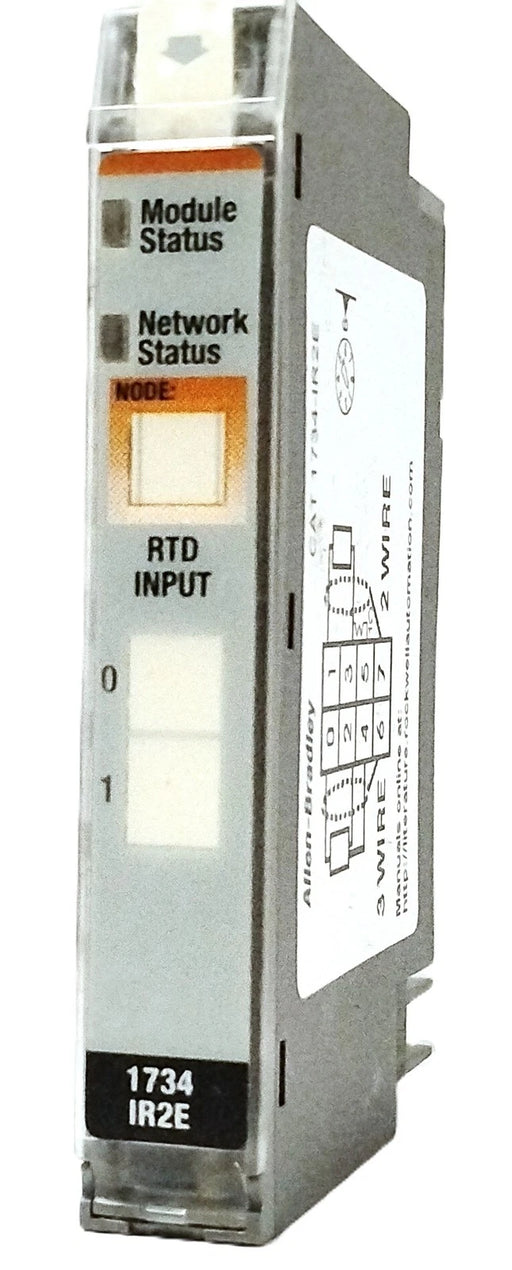 Module
Status
Network
Status
NODE:
RTD
INPUT
0
1
1734
IR2E
Allen-Bradley
CAT 1734-IR2E
0 1
2 3
4 5
6 7
3 WIRE
2 WIRE
Manuals online at:
http://literature.rockwellautomation.com